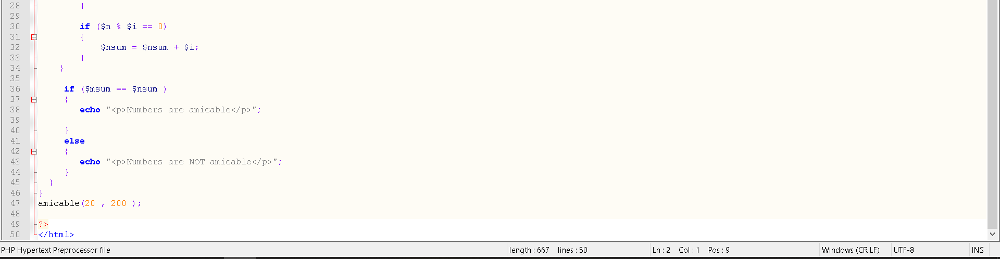 28 }
29
30 if ($n % $i == 0)
31 {
32 $nsum = $nsum + $i;
33 }
34 }
35
36 if ($msum == $nsum )
37 {
38 echo "<p>Numbers are amicable</p>";
39
40 }
41 else
42 {
43 echo "<p>Numbers are NOT amicable</p>";
44 }
45 }
46 }
47 amicable(20 , 200 );
48
49 ?>
50 </html>
PHP Hypertext Preprocessor file length : 667 lines : 50 Ln : 2 Col : 1 Pos : 9 Windows (CR LF) UTF-8 INS